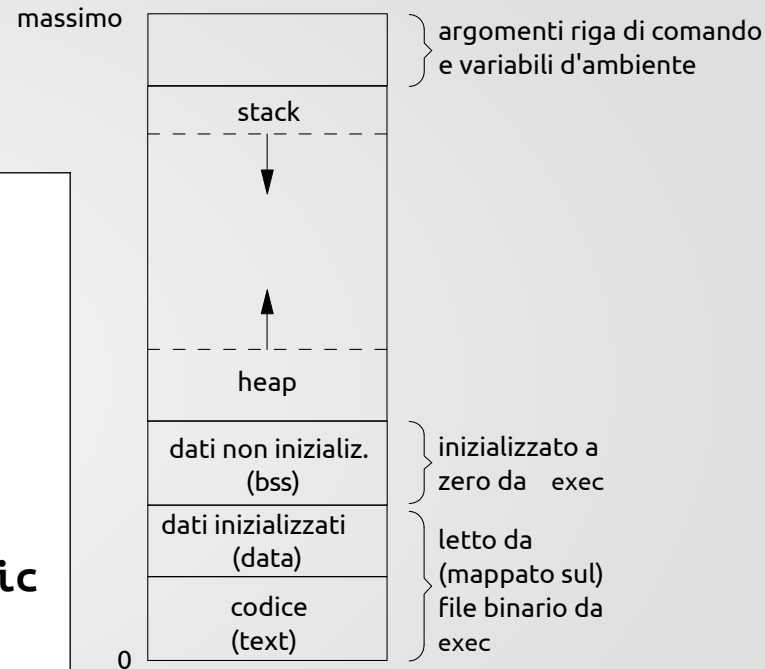 massimo
argomenti riga di comando
e variabili d'ambiente
stack
heap
dati non inizializ.
(bss)
inizializzato a
zero da exec
dati inizializzati
(data)
letto da
(mappato sul)
file binario da
exec
ic
codice
(text)
0